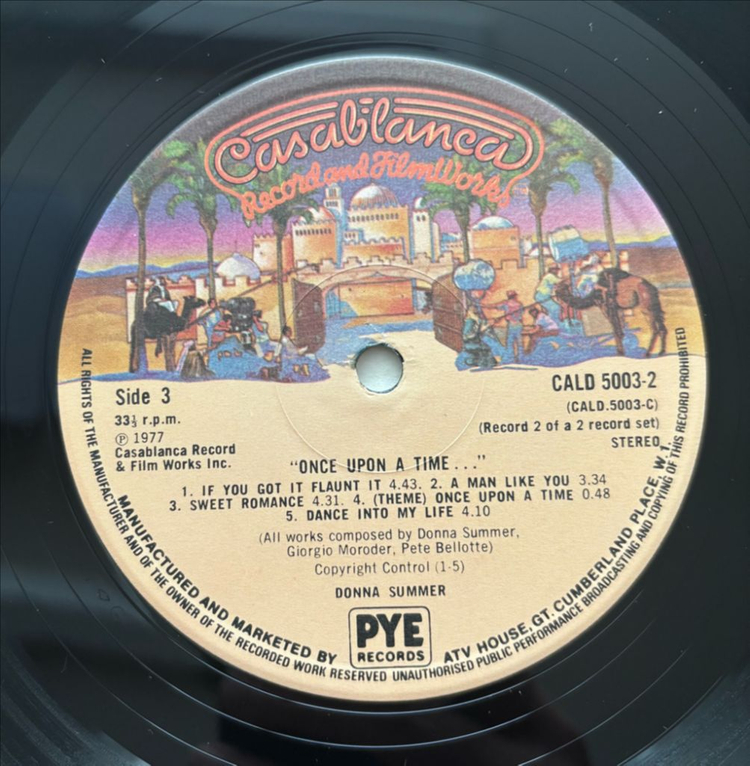 Casablanca
Record and FilmWorks
Side 3
33⅓ r.p.m.
℗ 1977
Casablanca Record
& Film Works Inc.
CALD 5003-2
(CALD.5003-C)
(Record 2 of a 2 record set)
STEREO
"ONCE UPON A TIME..."
1. IF YOU GOT IT FLAUNT IT 4.43. 2. A MAN LIKE YOU 3.34
3. SWEET ROMANCE 4.31. 4. (THEME) ONCE UPON A TIME 0.48
5. DANCE INTO MY LIFE 4.10
(All works composed by Donna Summer,
Giorgio Moroder, Pete Bellotte)
Copyright Control (1-5)
DONNA SUMMER
PYE
RECORDS
MANUFACTURED AND MARKETED BY
ATV HOUSE, GT. CUMBERLAND PLACE, W.1.
ALL RIGHTS OF THE MANUFACTURER AND OF THE OWNER OF THE RECORDED WORK RESERVED UNAUTHORISED PUBLIC PERFORMANCE BROADCASTING AND COPYING OF THIS RECORD PROHIBITED